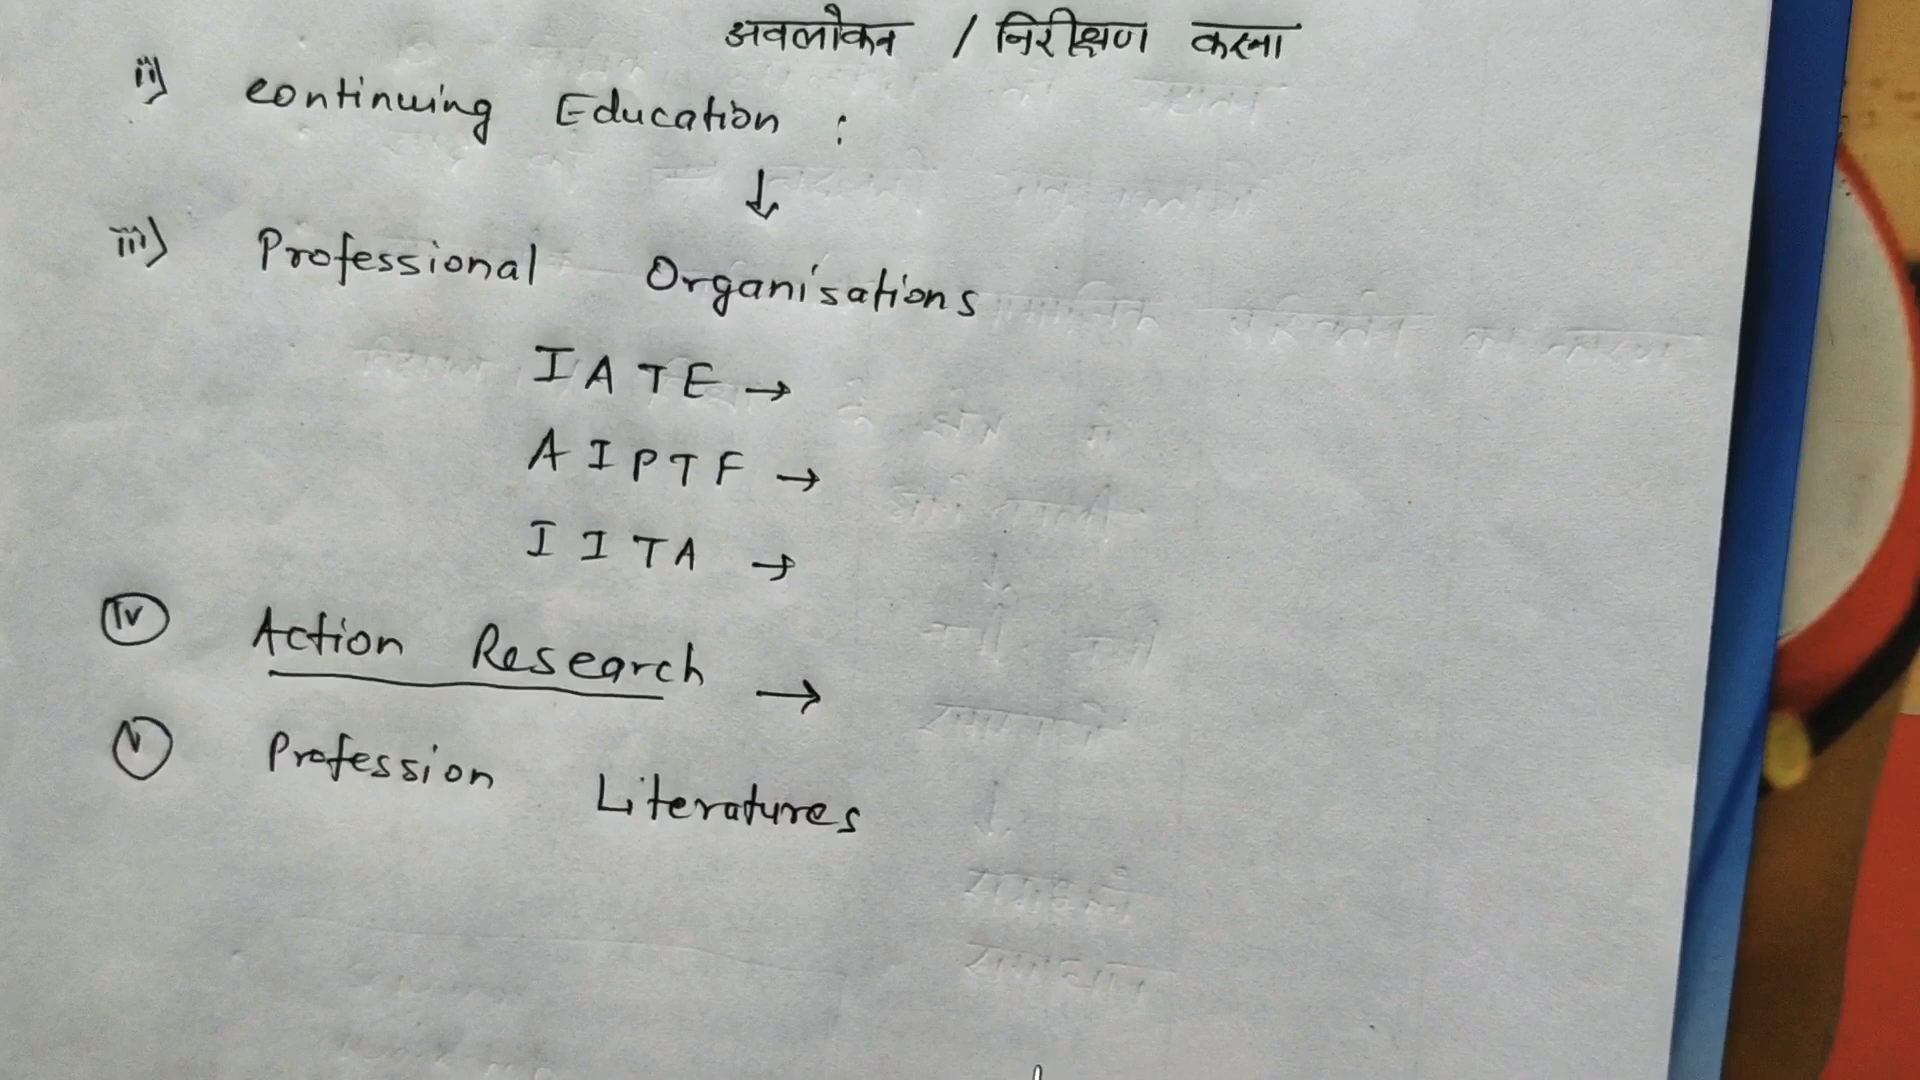 अवलोकन / निरीक्षण करना
ii) continuing Education :
↓
iii) Professional Organisations
IATE →
AIPTF →
IITA →
iv Action Research →
v Profession Literatures